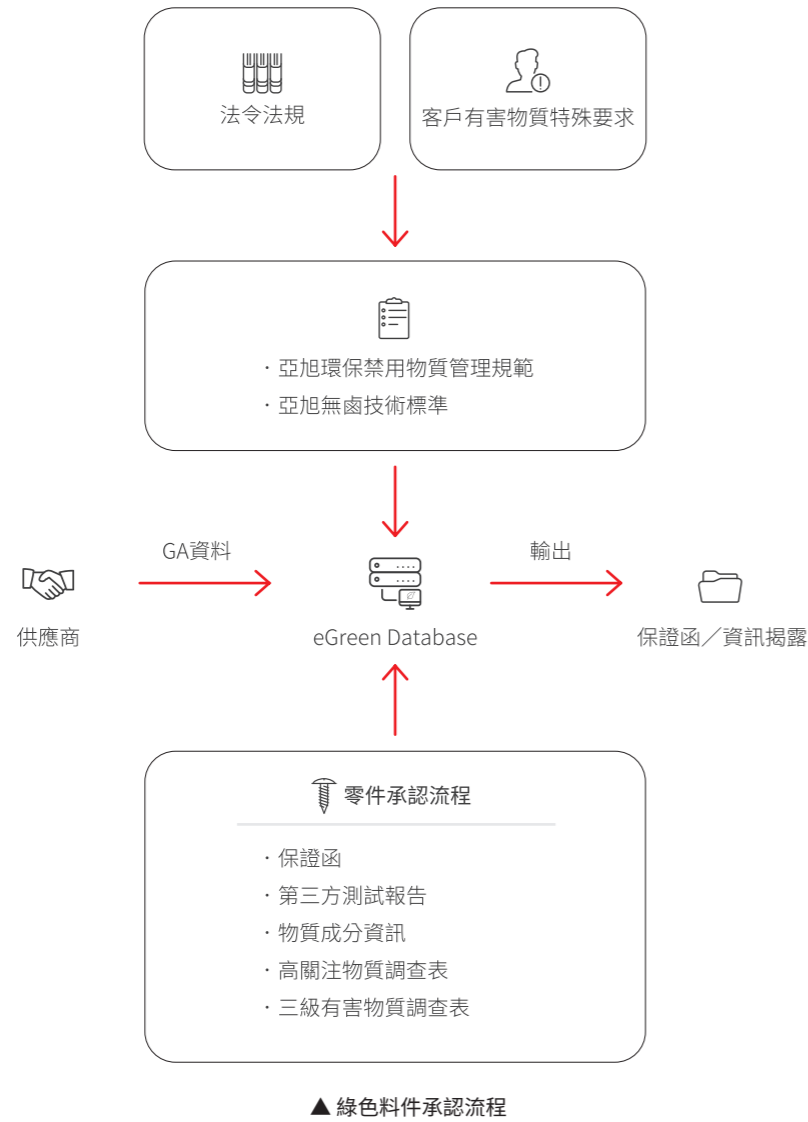 法令法規
客戶有害物質特殊要求
・亞旭環保禁用物質管理規範
・亞旭無鹵技術標準
GA資料
輸出
供應商
eGreen Database
保證函／資訊揭露
零件承認流程
・保證函
・第三方測試報告
・物質成分資訊
・高關注物質調查表
・三級有害物質調查表
▲ 綠色料件承認流程